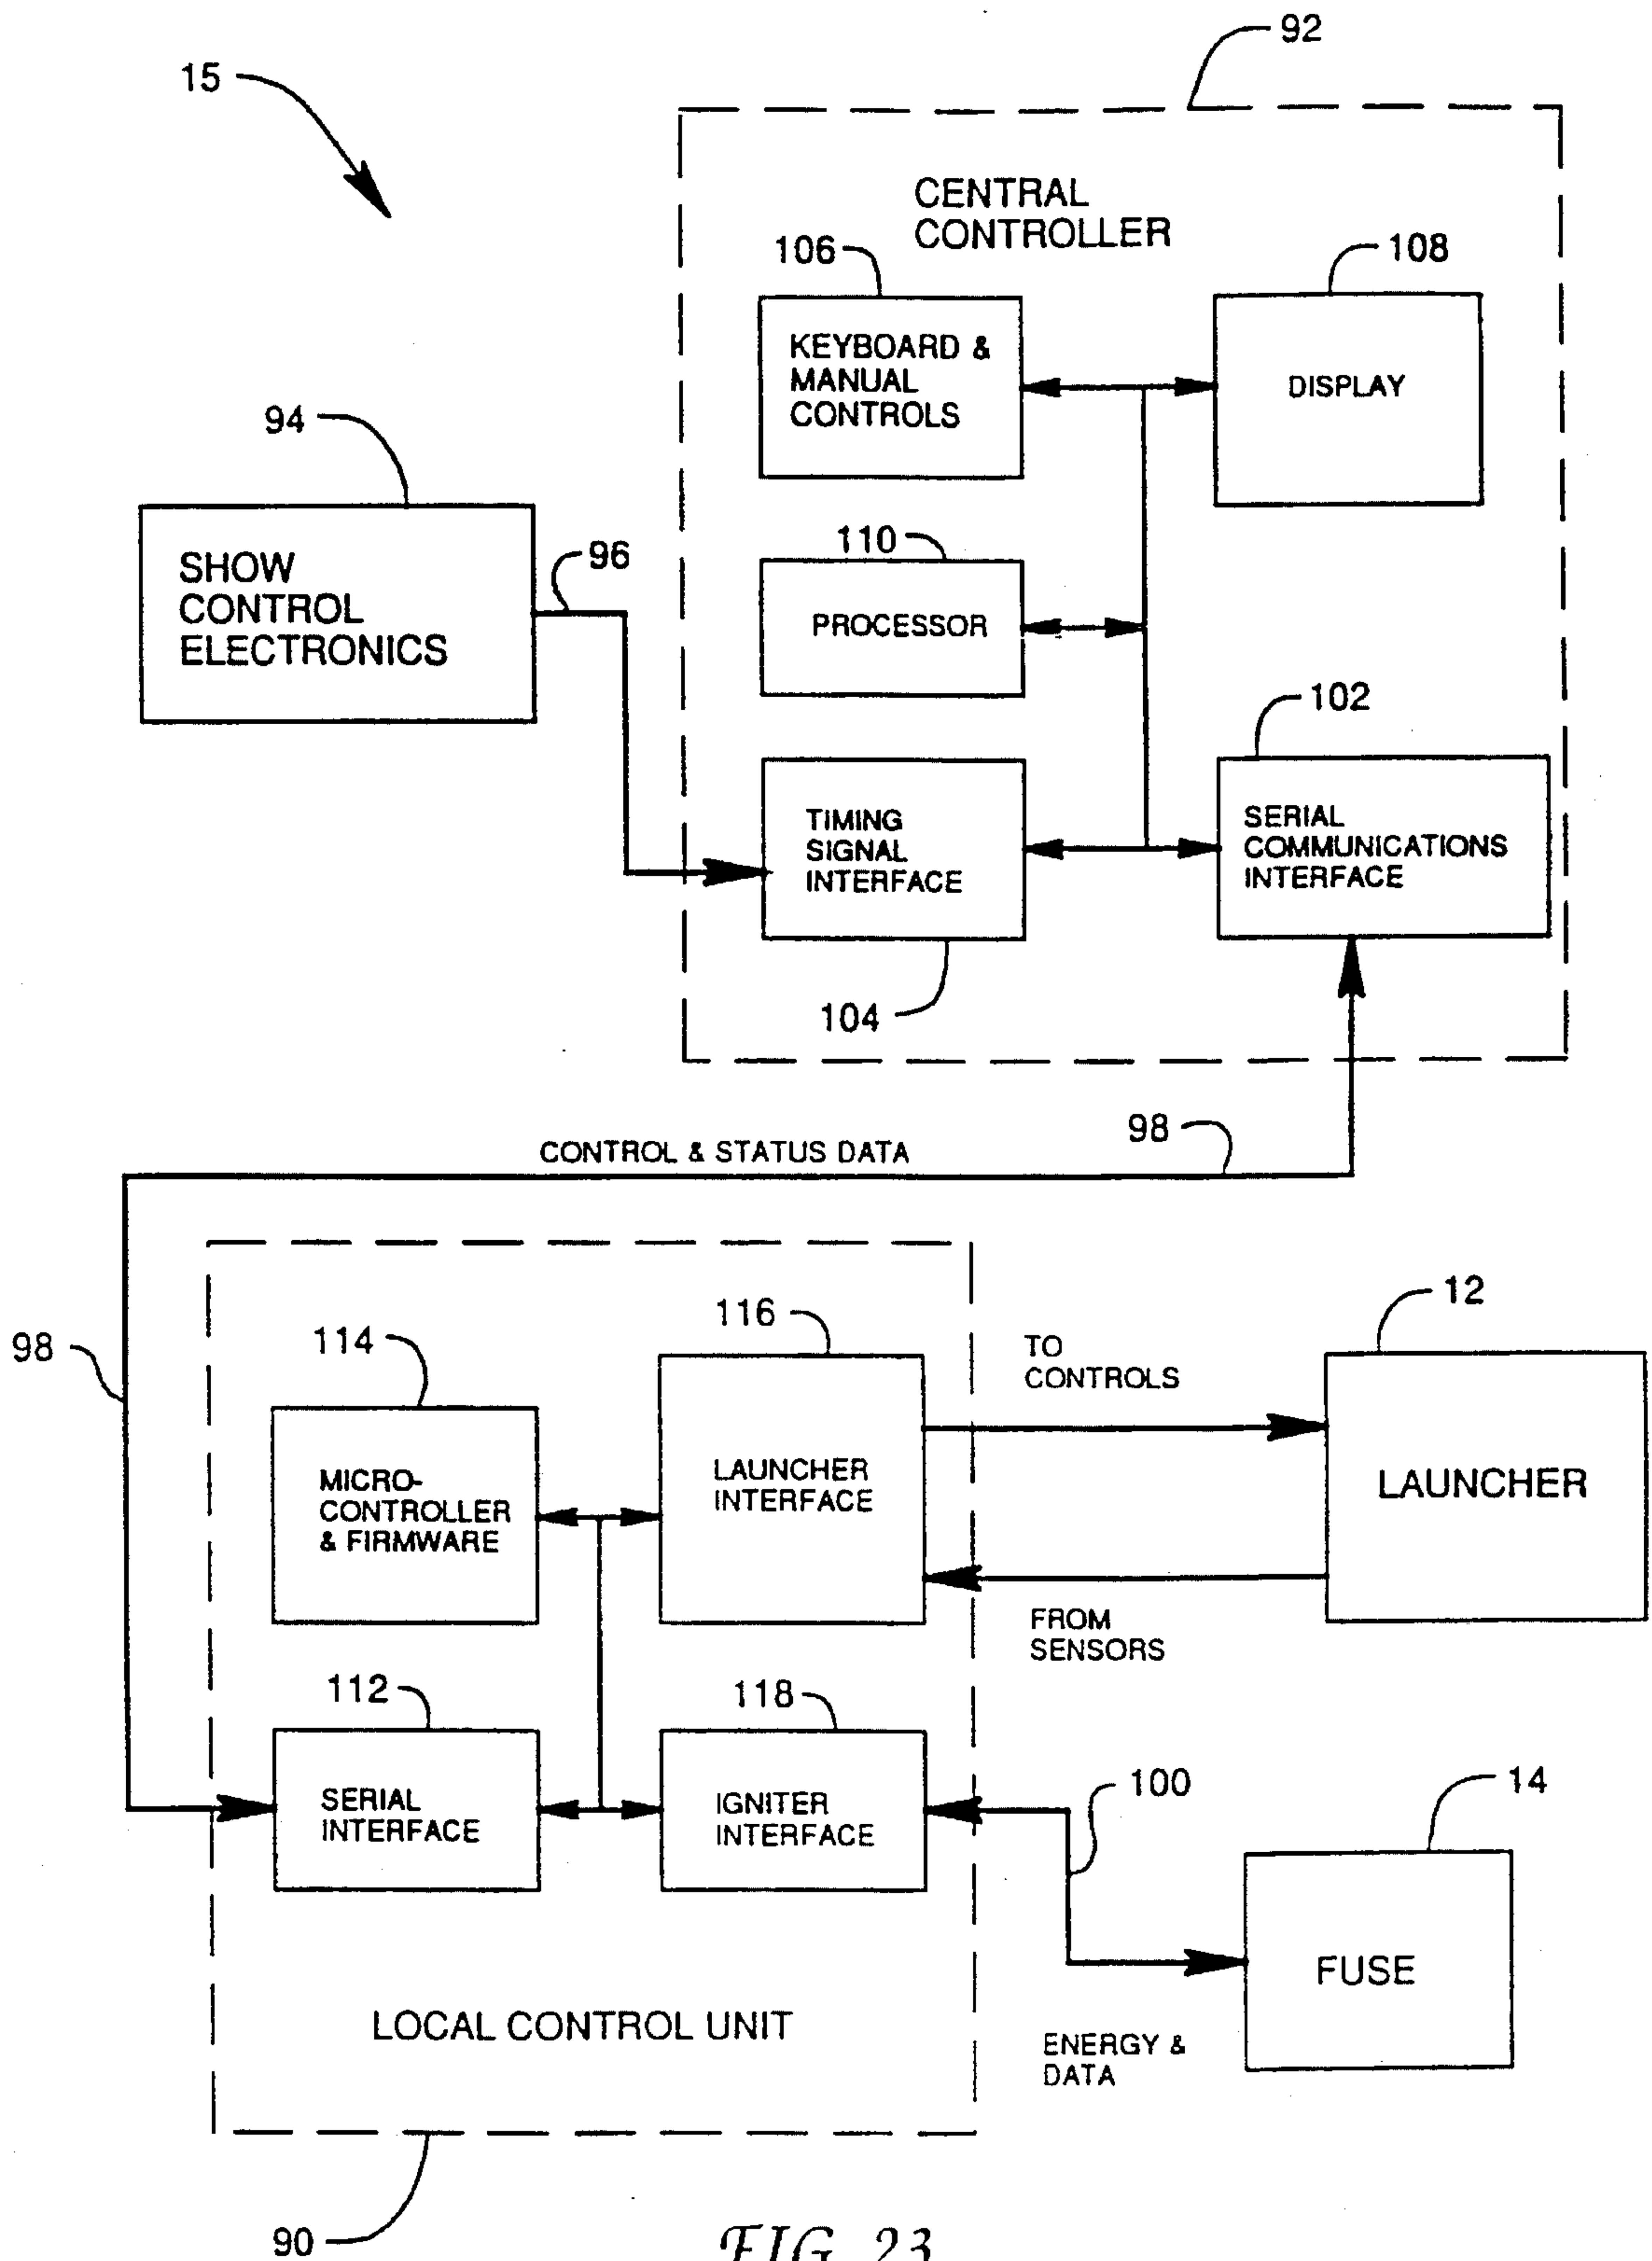 92
15
CENTRAL
CONTROLLER
106
108
KEYBOARD &
MANUAL
CONTROLS
DISPLAY
94
110
96
SHOW
CONTROL
ELECTRONICS
PROCESSOR
102
TIMING
SIGNAL
INTERFACE
SERIAL
COMMUNICATIONS
INTERFACE
104
98
CONTROL & STATUS DATA
12
116
114
98
TO
CONTROLS
LAUNCHER
INTERFACE
LAUNCHER
MICRO-
CONTROLLER
& FIRMWARE
FROM
SENSORS
112
118
100
14
SERIAL
INTERFACE
IGNITER
INTERFACE
FUSE
LOCAL CONTROL UNIT
ENERGY &
DATA
90
FIG. 23